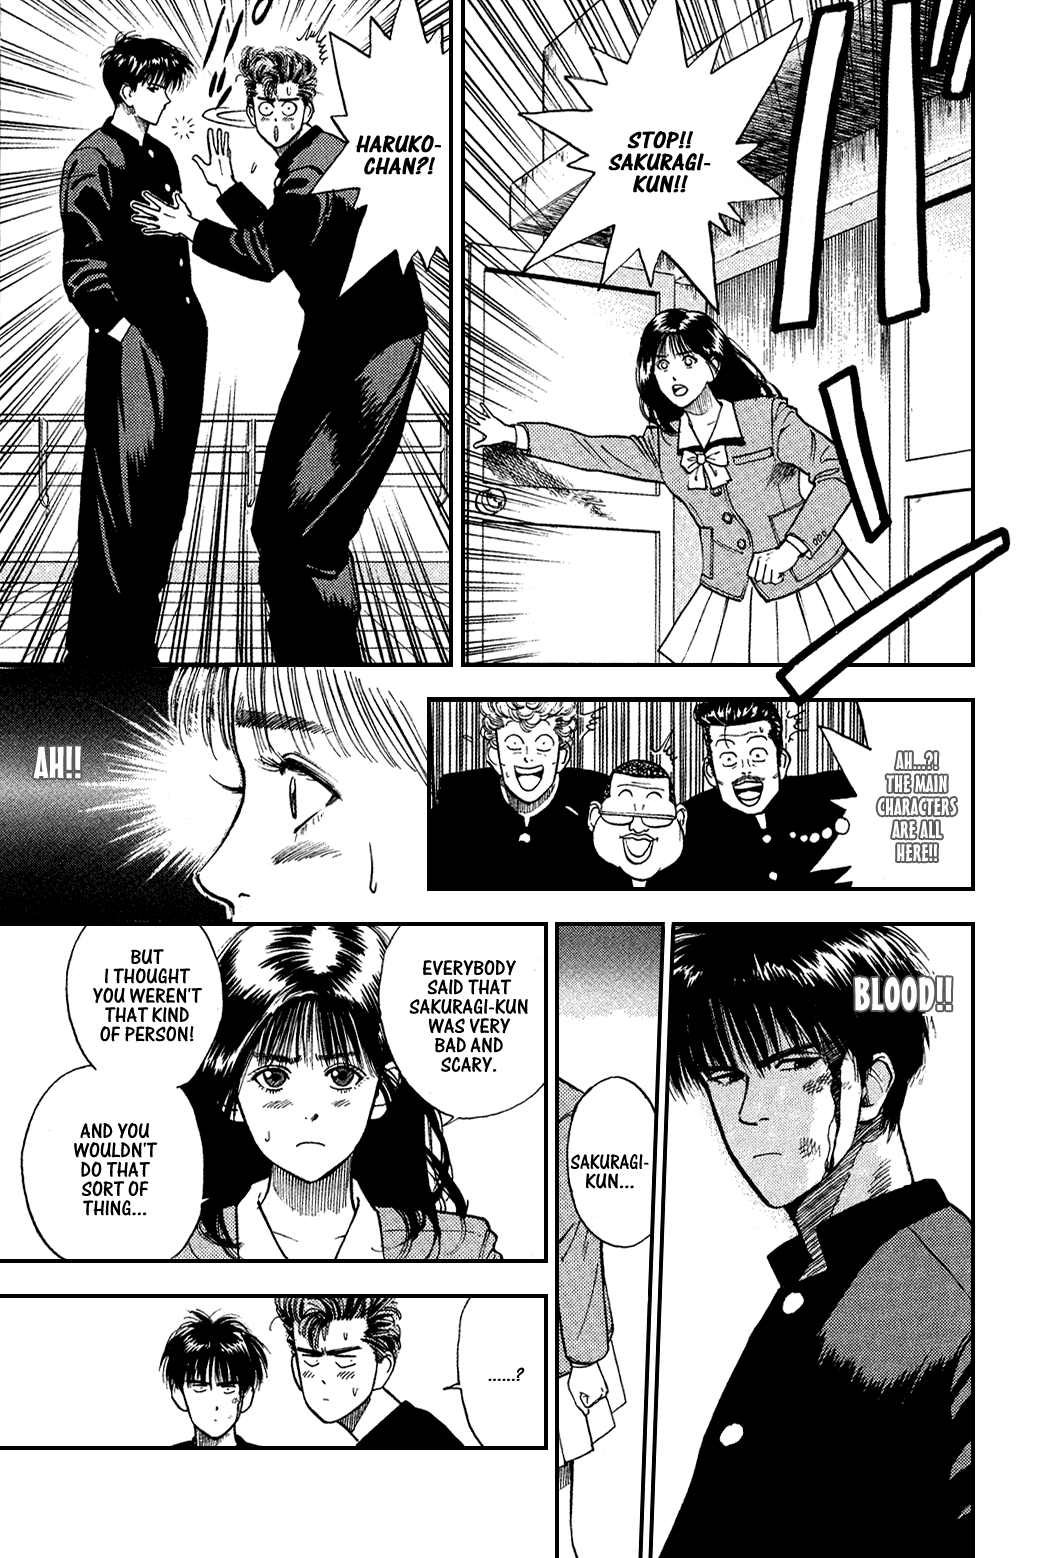 STOP!!
SAKURAGI-
KUN!!
HARUKO-
CHAN?!
AH...?!
THE MAIN
CHARACTERS
ARE ALL
HERE!!
AH!!
BLOOD!!
SAKURAGI-
KUN...
EVERYBODY
SAID THAT
SAKURAGI-KUN
WAS VERY
BAD AND
SCARY.
BUT
I THOUGHT
YOU WEREN'T
THAT KIND
OF PERSON!
AND YOU
WOULDN'T
DO THAT
SORT OF
THING...
......?